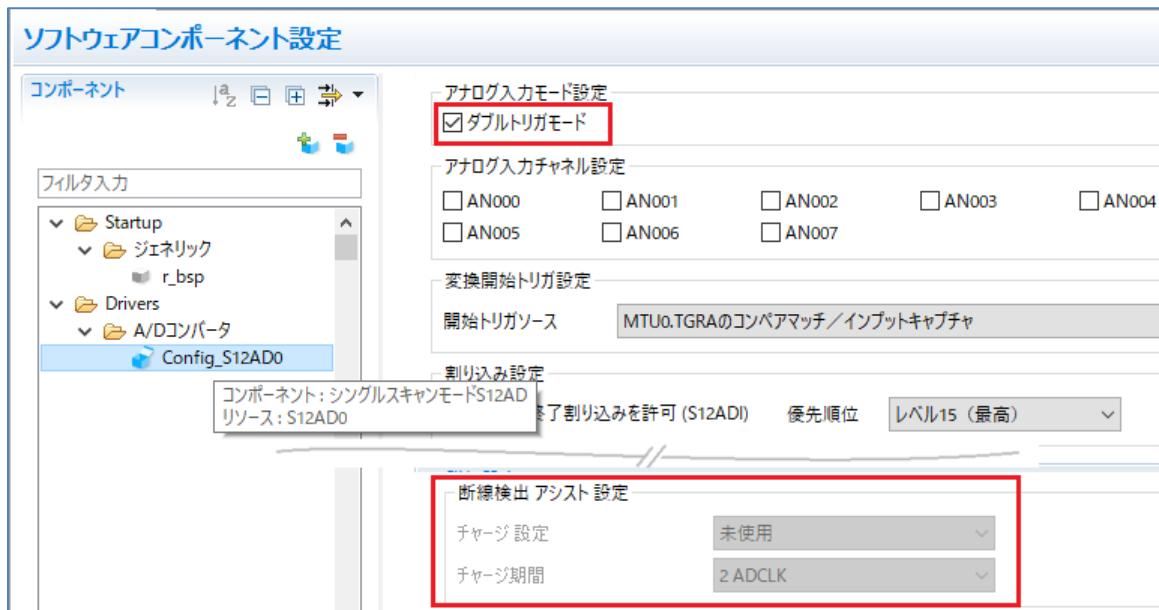 ソフトウェアコンポーネント設定
コンポーネント
フィルタ入力
Startup
ジェネリック
r_bsp
Drivers
A/Dコンバータ
Config_S12AD0
コンポーネント : シングルスキャンモードS12AD
リソース : S12AD0
アナログ入力モード設定
ダブルトリガモード
アナログ入力チャネル設定
AN000 AN001 AN002 AN003 AN004
AN005 AN006 AN007
変換開始トリガ設定
開始トリガソース MTU0.TGRAのコンペアマッチ/インプットキャプチャ
割り込み設定
終了割り込みを許可 (S12ADI) 優先順位 レベル15 (最高)
断線検出 アシスト 設定
チャージ 設定 未使用
チャージ期間 2 ADCLK